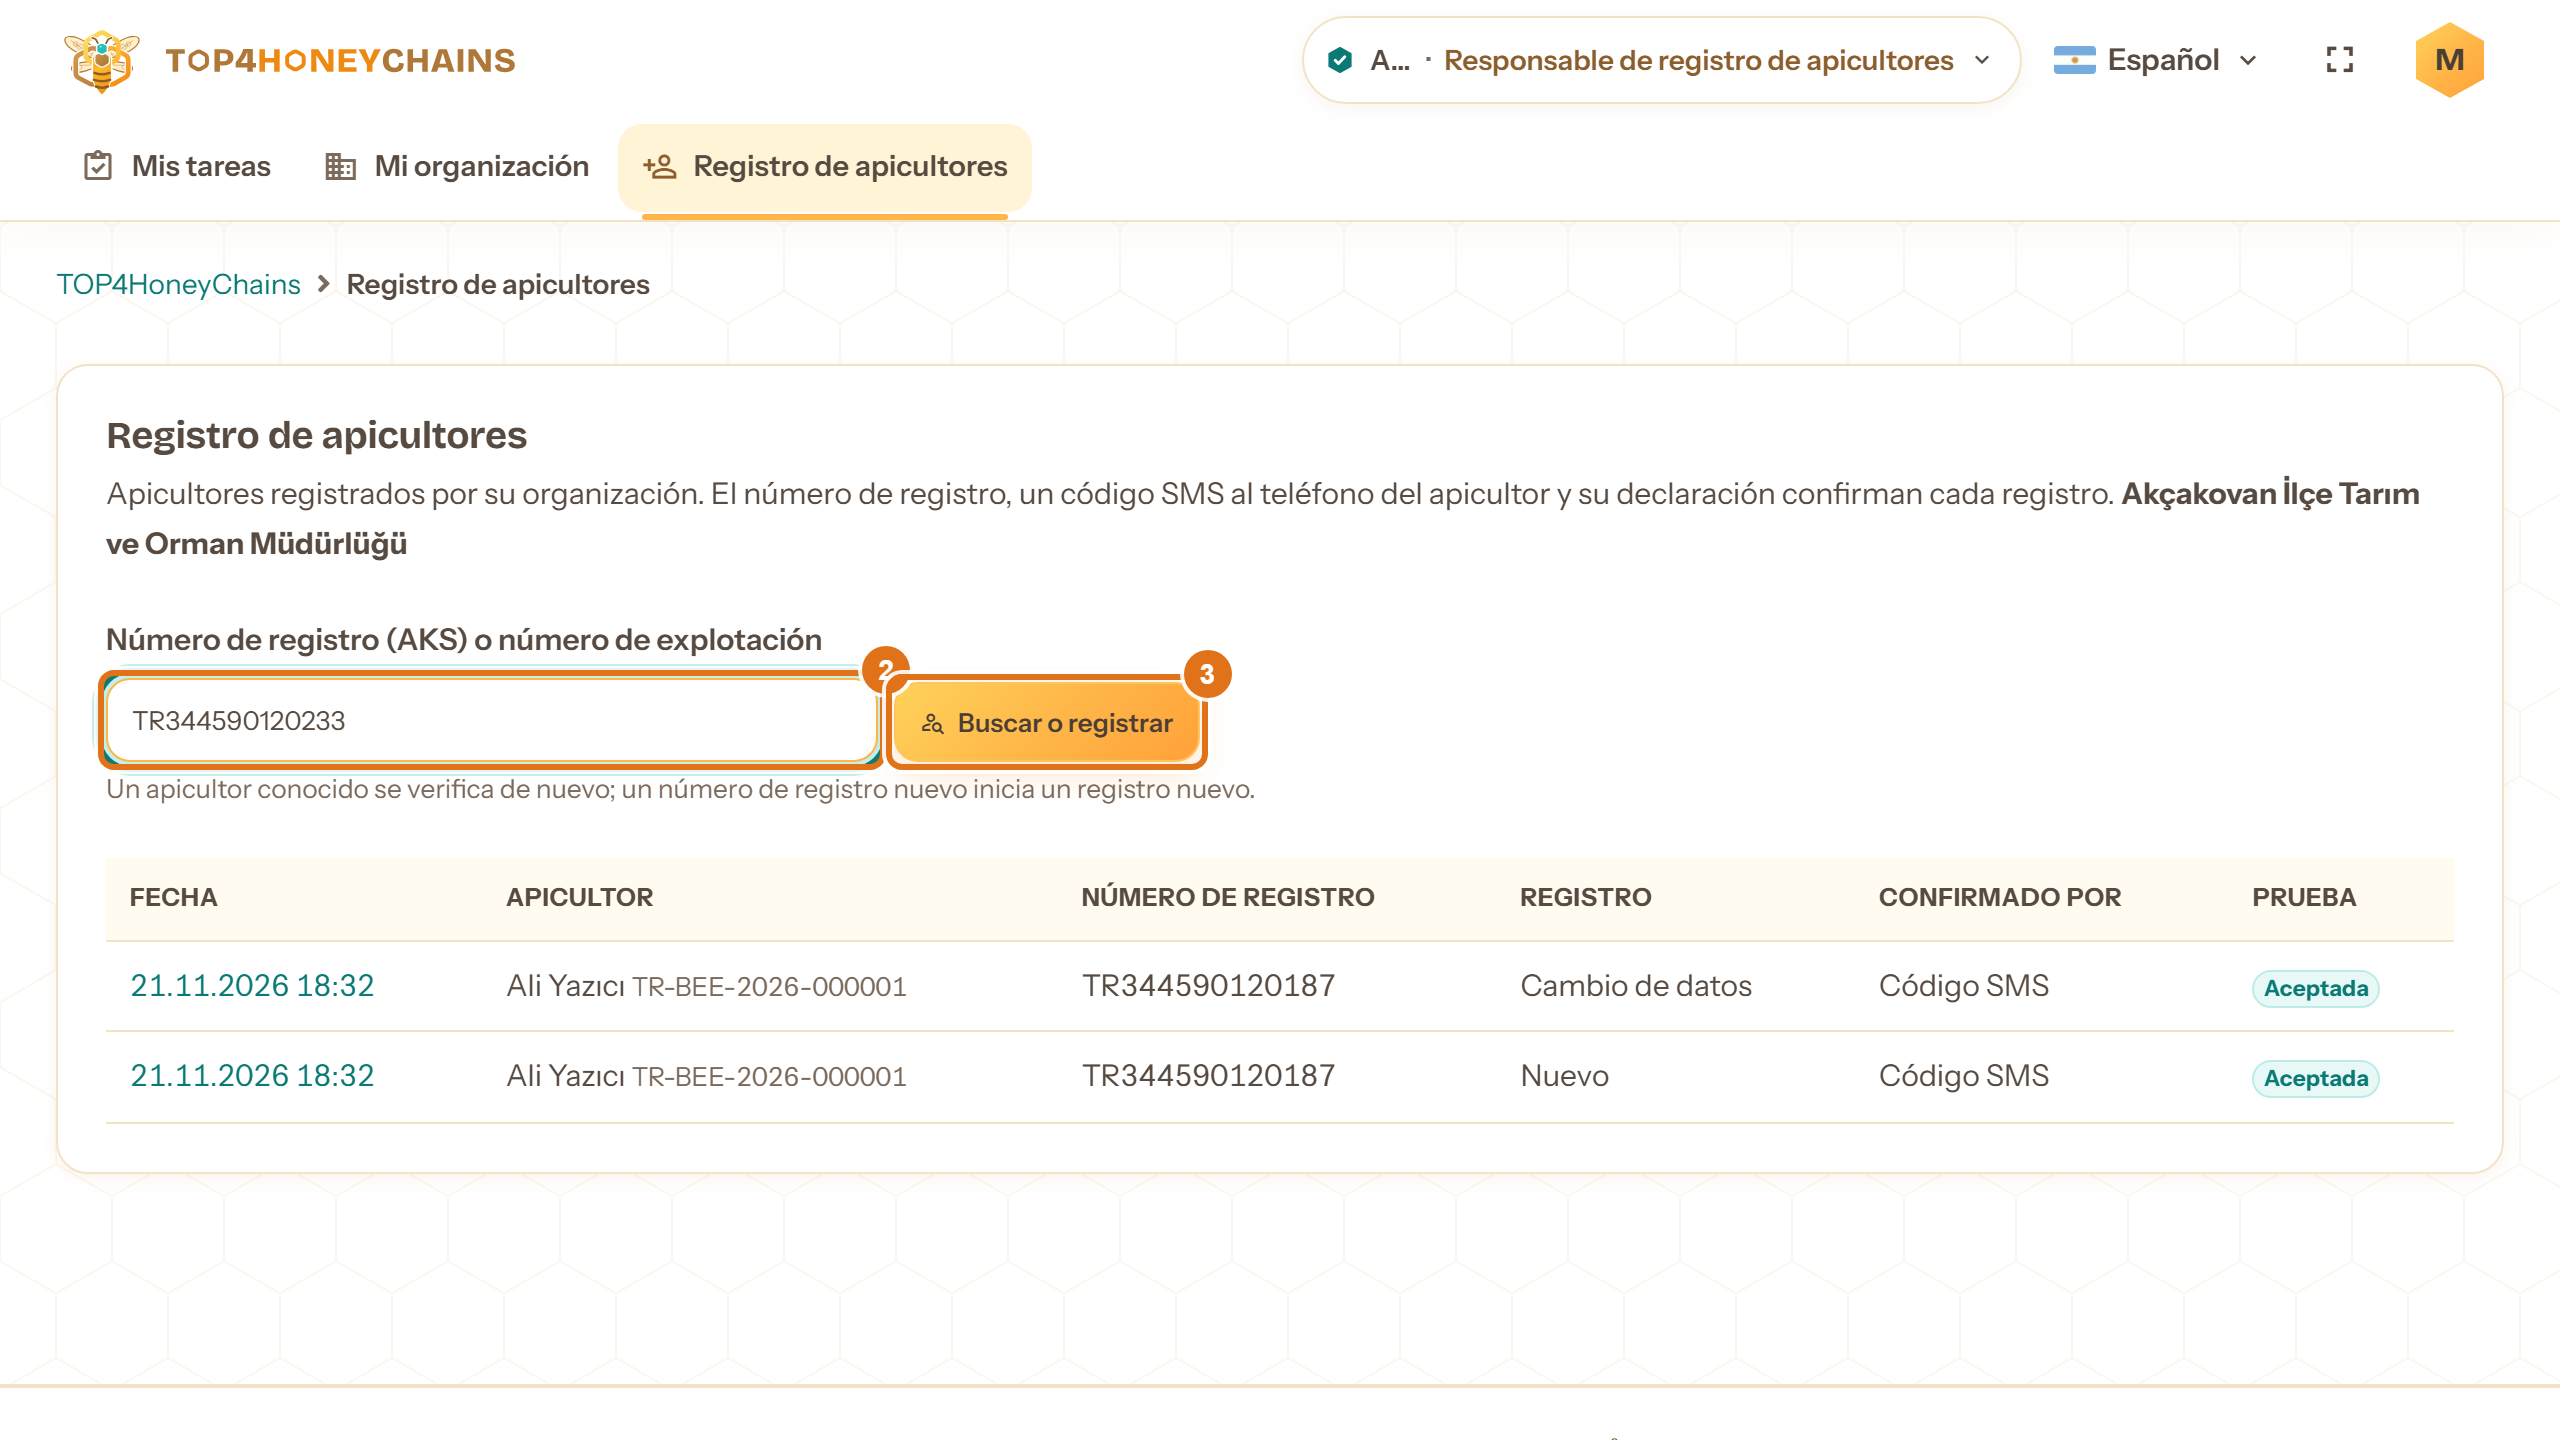 TOP4HONEYCHAINS
A... · Responsable de registro de apicultores
Español
M
Mis tareas
Mi organización
Registro de apicultores
TOP4HoneyChains > Registro de apicultores
Registro de apicultores
Apicultores registrados por su organización. El número de registro, un código SMS al teléfono del apicultor y su declaración confirman cada registro. Akçakovan İlçe Tarım
ve Orman Müdürlüğü
Número de registro (AKS) o número de explotación
2
3
TR344590120233
Buscar o registrar
Un apicultor conocido se verifica de nuevo; un número de registro nuevo inicia un registro nuevo.
FECHA APICULTOR NÚMERO DE REGISTRO REGISTRO CONFIRMADO POR PRUEBA
21.11.2026 18:32 Ali Yazıcı TR-BEE-2026-000001 TR344590120187 Cambio de datos Código SMS Aceptada
21.11.2026 18:32 Ali Yazıcı TR-BEE-2026-000001 TR344590120187 Nuevo Código SMS Aceptada